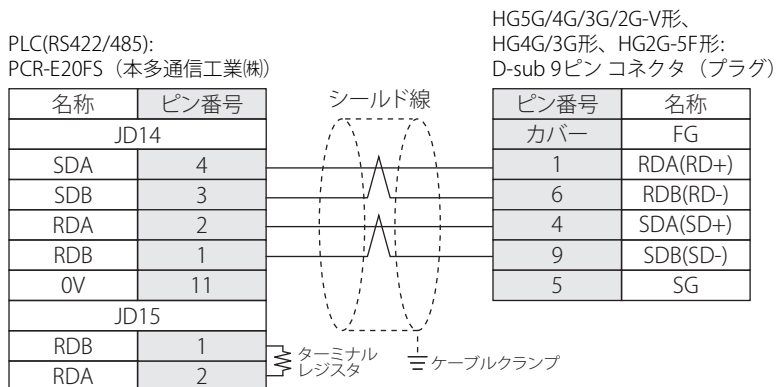 HG5G/4G/3G/2G-V形、
HG4G/3G形、HG2G-5F形:
D-sub 9ピン コネクタ（プラグ）
PLC(RS422/485):
PCR-E20FS（本多通信工業㈱）
名称 ピン番号
JD14
SDA 4
SDB 3
RDA 2
RDB 1
0V 11
JD15
RDB 1
RDA 2
シールド線
ターミナル
レジスタ
ケーブルクランプ
ピン番号 名称
カバー FG
1 RDA(RD+)
6 RDB(RD-)
4 SDA(SD+)
9 SDB(SD-)
5 SG